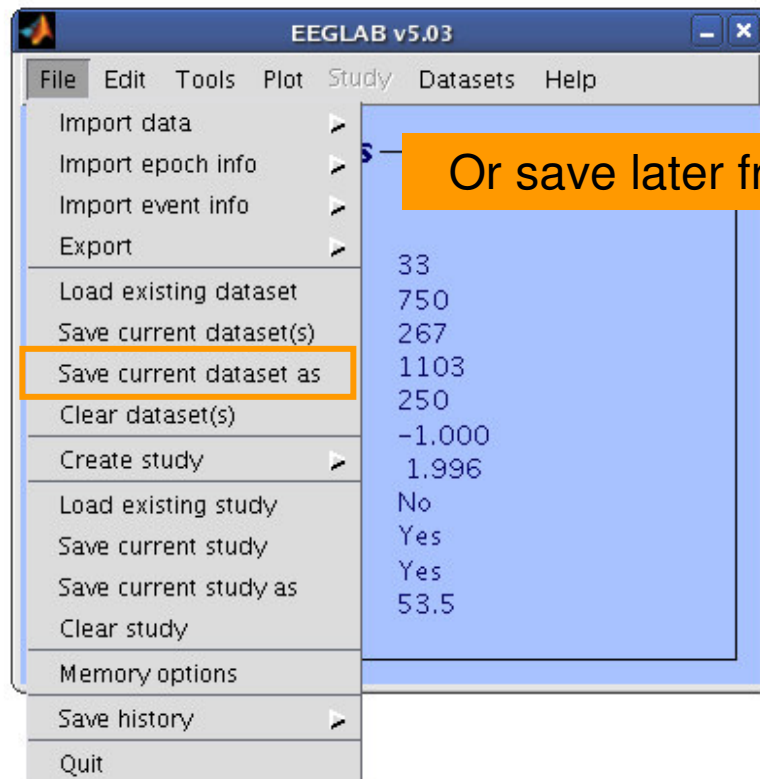 EEGLAB v5.03
File Edit Tools Plot Study Datasets Help
Import data
Import epoch info
Import event info
Export
Load existing dataset
Save current dataset(s)
Save current dataset as
Clear dataset(s)
Create study
Load existing study
Save current study
Save current study as
Clear study
Memory options
Save history
Quit
Or save later
33
750
267
1103
250
-1.000
1.996
No
Yes
Yes
53.5